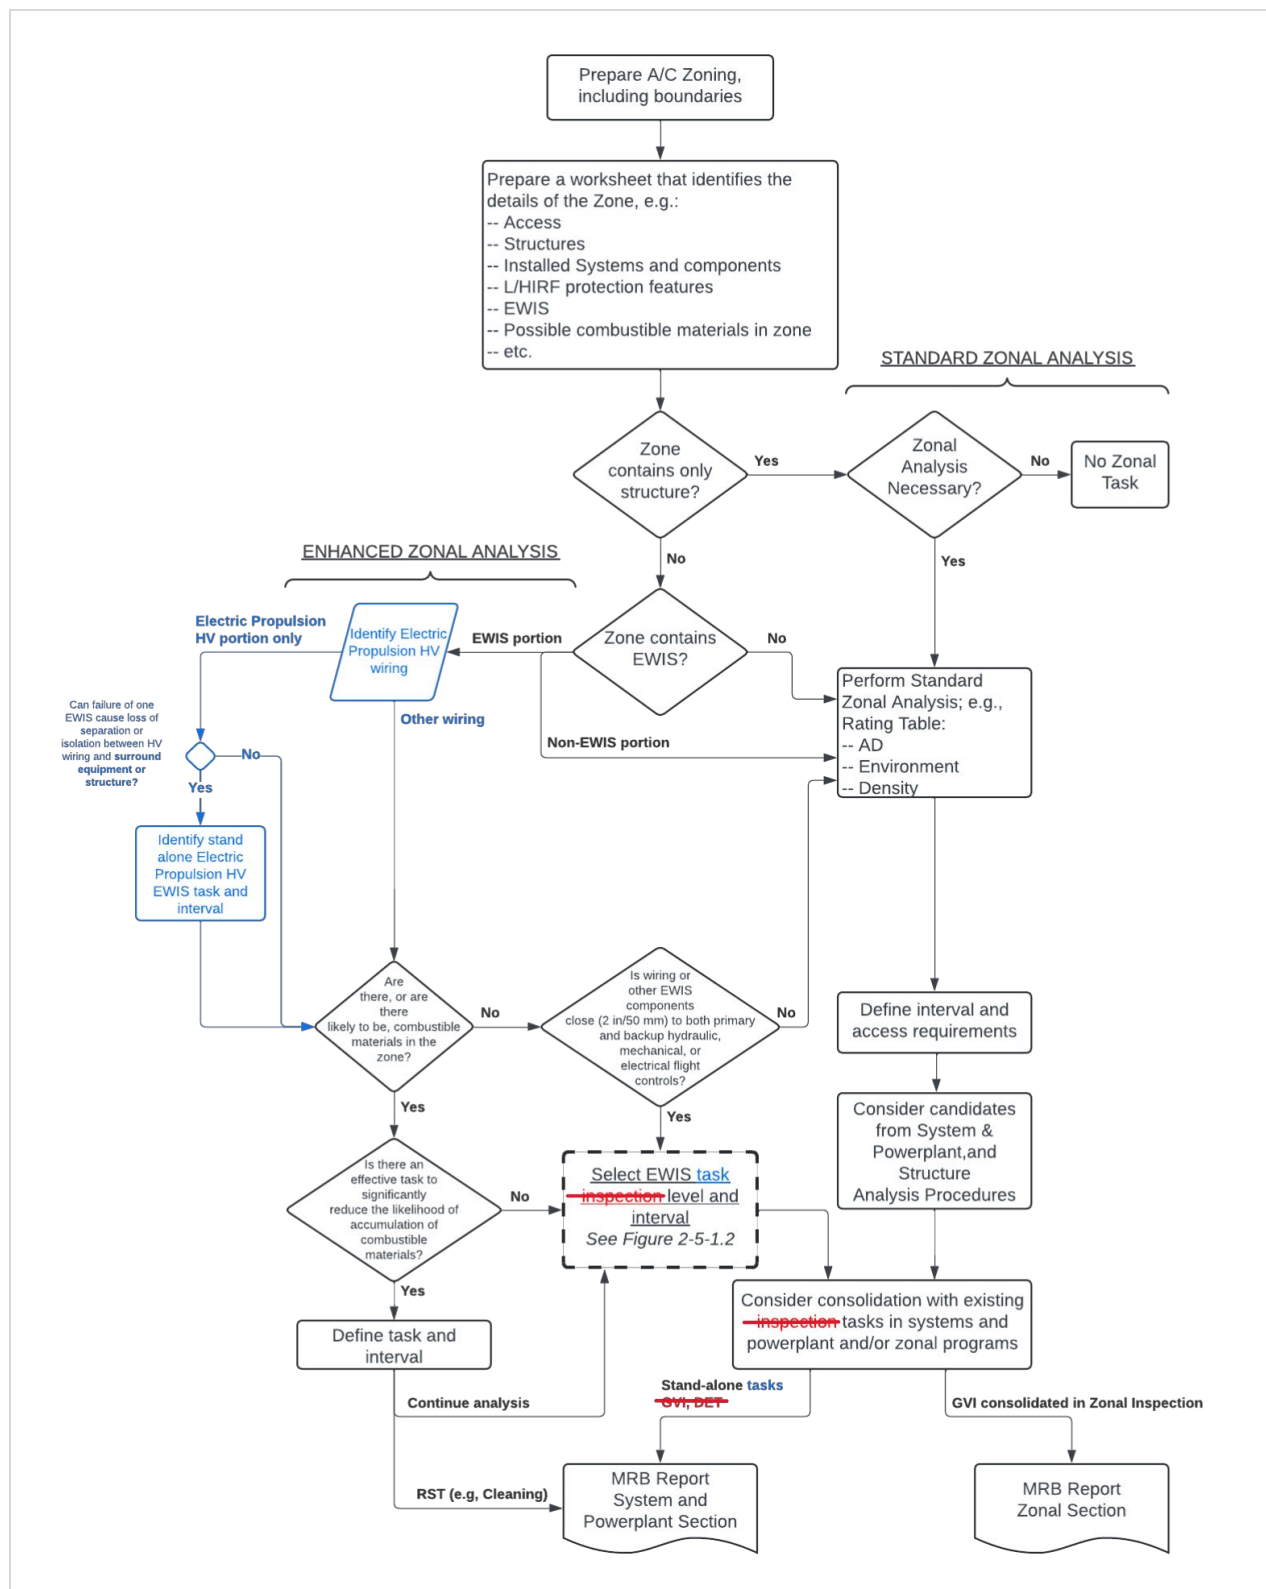 Prepare A/C Zoning,
including boundaries
Prepare a worksheet that identifies the
details of the Zone, e.g.:
-- Access
-- Structures
-- Installed Systems and components
-- L/HIRF protection features
-- EWIS
-- Possible combustible materials in zone
-- etc.
STANDARD ZONAL ANALYSIS
Zone
contains only
structure?
Yes
Zonal
Analysis
Necessary?
No
No Zonal
Task
No
Yes
ENHANCED ZONAL ANALYSIS
Electric Propulsion
HV portion only
Identify Electric
Propulsion HV
wiring
EWIS portion
Zone contains
EWIS?
No
Other wiring
Non-EWIS portion
Perform Standard
Zonal Analysis; e.g.,
Rating Table:
-- AD
-- Environment
-- Density
Can failure of one
EWIS cause loss of
separation or
isolation between HV
wiring and surround
equipment or
structure?
No
Yes
Identify stand
alone Electric
Propulsion HV
EWIS task and
interval
Are
there, or are
there
likely to be, combustible
materials in the
zone?
No
Is wiring or
other EWIS
components
close (2 in/50 mm) to both primary
and backup hydraulic,
mechanical, or
electrical flight
controls?
No
Define interval and
access requirements
Yes
Yes
Consider candidates
from System &
Powerplant,and
Structure
Analysis Procedures
Is there an
effective task to
significantly
reduce the likelihood of
accumulation of
combustible
materials?
No
Select EWIS task
inspection level and
interval
See Figure 2-5-1.2
Yes
Define task and
interval
Consider consolidation with existing
inspection tasks in systems and
powerplant and/or zonal programs
Continue analysis
Stand-alone tasks
GVI, DET
GVI consolidated in Zonal Inspection
RST (e.g, Cleaning)
MRB Report
System and
Powerplant Section
MRB Report
Zonal Section